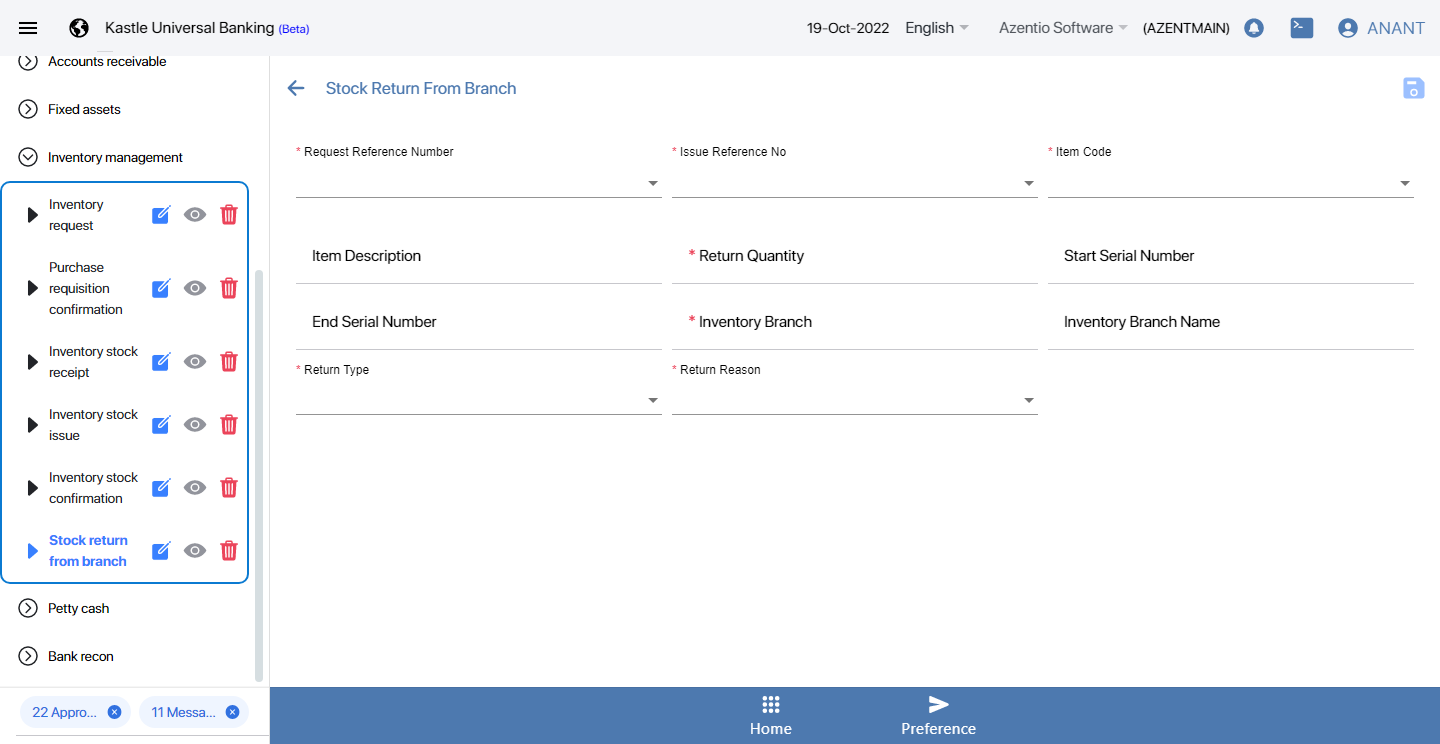 Kastle Universal Banking (Beta)
19-Oct-2022
English
Azentio Software
(AZENTMAIN)
ANANT
Accounts receivable
Fixed assets
Inventory management
Inventory
request
Purchase
requisition
confirmation
Inventory stock
receipt
Inventory stock
issue
Inventory stock
confirmation
Stock return
from branch
Petty cash
Bank recon
22 Appro...
11 Messa...
Stock Return From Branch
* Request Reference Number
* Issue Reference No
* Item Code
Item Description
* Return Quantity
Start Serial Number
End Serial Number
* Inventory Branch
Inventory Branch Name
* Return Type
* Return Reason
Home
Preference